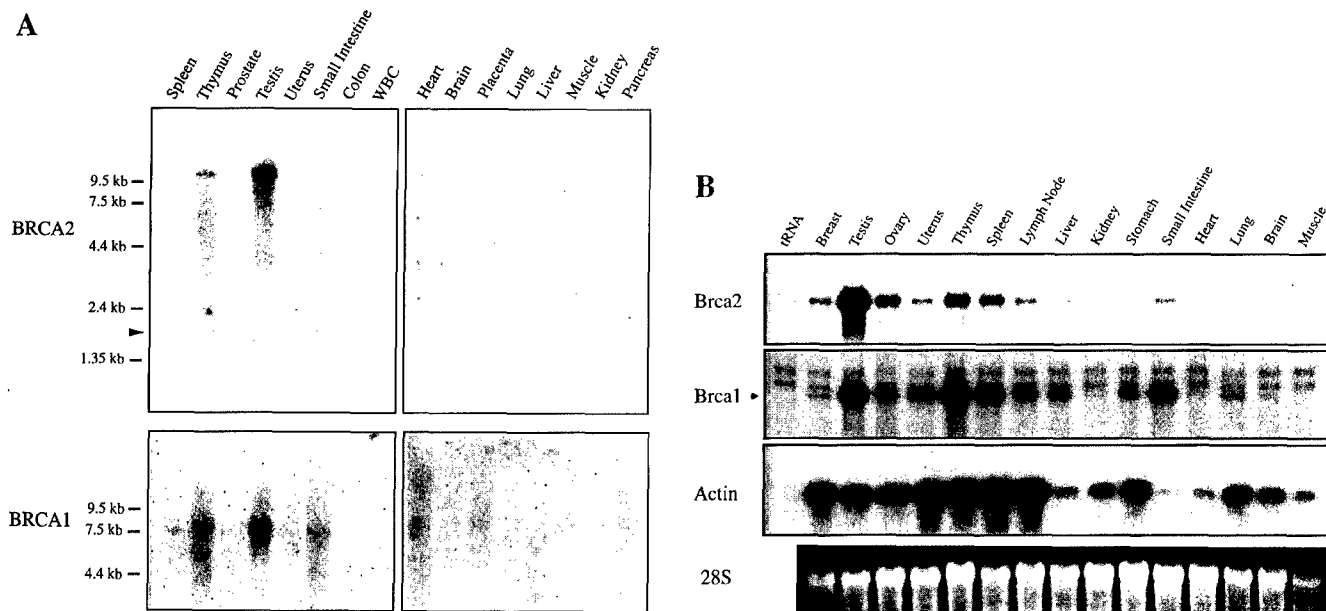 A
Spleen
Thymus
Prostate
Testis
Uterus
Small Intestine
Colon
WBC
Heart
Brain
Placenta
Lung
Liver
Muscle
Kidney
Pancreas
BRCA2
9.5 kb
7.5 kb
4.4 kb
2.4 kb
1.35 kb
BRCA1
9.5 kb
7.5 kb
4.4 kb
B
tRNA
Breast
Testis
Ovary
Uterus
Thymus
Spleen
Lymph Node
Liver
Kidney
Stomach
Small Intestine
Heart
Lung
Brain
Muscle
Brca2
Brca1
Actin
28S